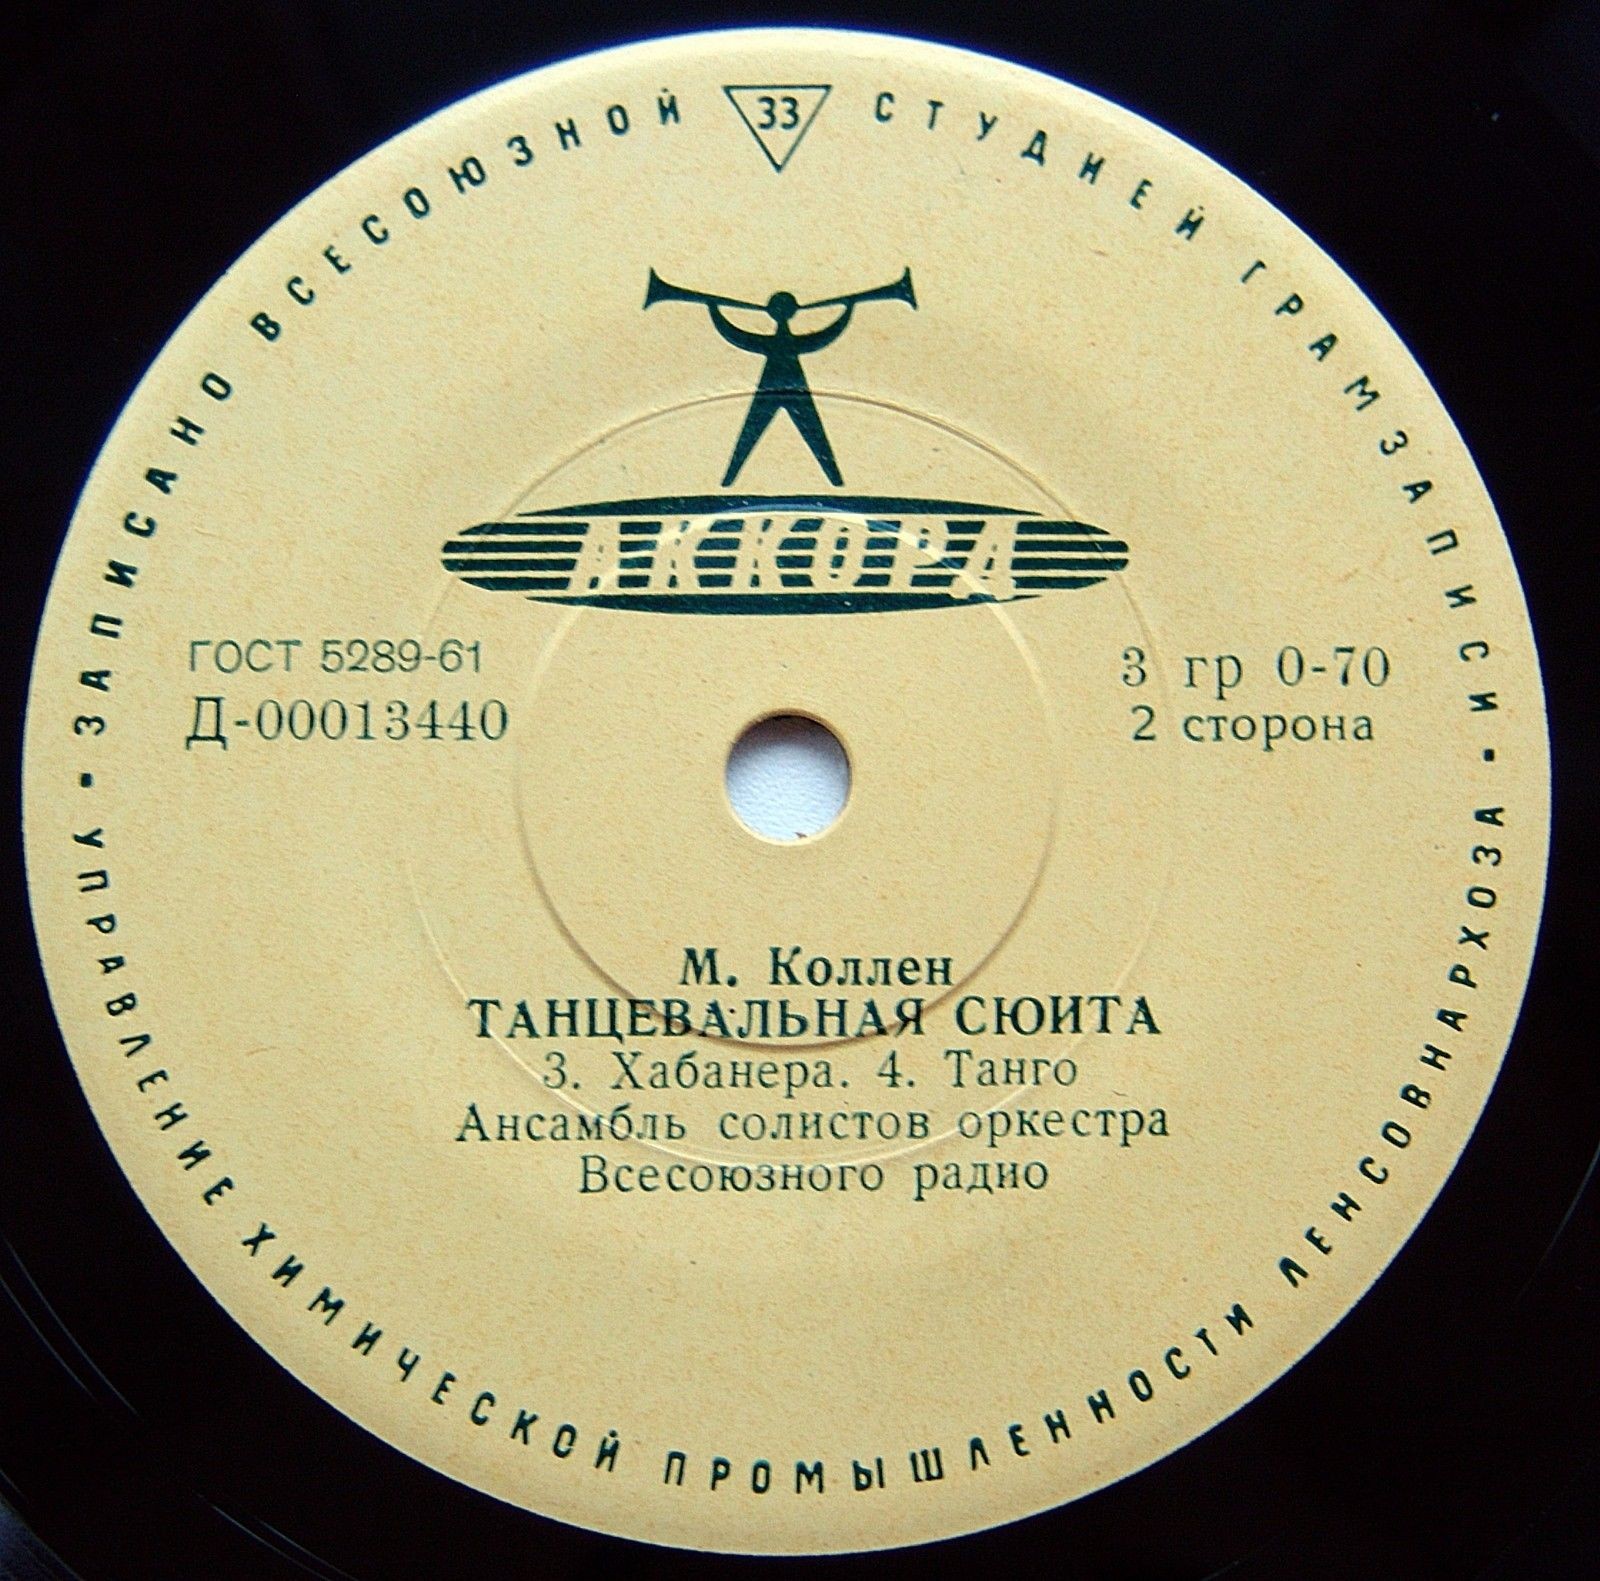 ЗАПИСАНО ВСЕСОЮЗНОЙ 33 СТУДИЕЙ ГРАМЗАПИСИ
АККОРД
ГОСТ 5289-61
Д-00013440
3 гр 0-70
2 сторона
М. Коллен
ТАНЦЕВАЛЬНАЯ СЮИТА
3. Хабанера. 4. Танго
Ансамбль солистов оркестра
Всесоюзного радио
УПРАВЛЕНИЕ ХИМИЧЕСКОЙ ПРОМЫШЛЕННОСТИ ЛЕНСОВНАРХОЗА